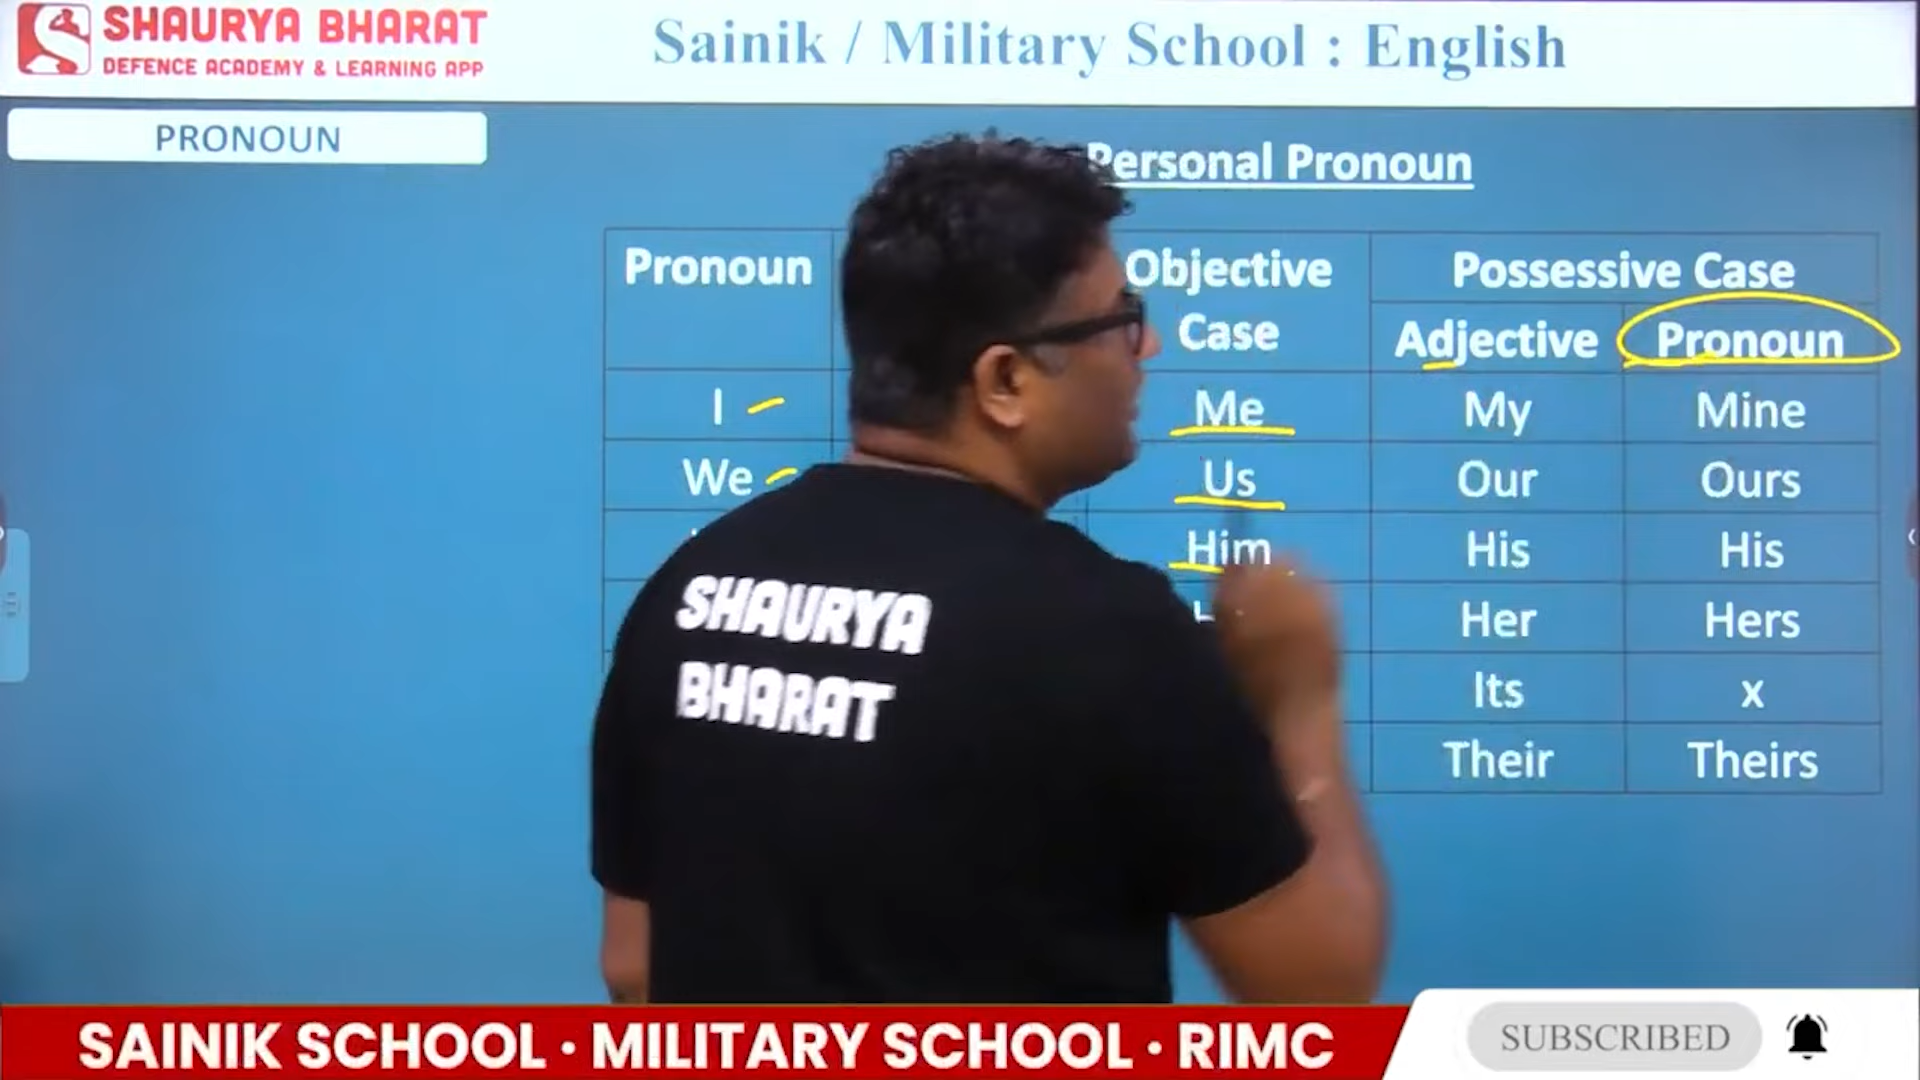 SHAURYA BHARAT
DEFENCE ACADEMY & LEARNING APP
Sainik / Military School : English
PRONOUN
Personal Pronoun
Pronoun
Objective Case
Possessive Case
Adjective
Pronoun
I
Me
My
Mine
We
Us
Our
Ours
Him
His
His
Her
Hers
Its
x
Their
Theirs
SHAURYA
BHARAT
SAINIK SCHOOL · MILITARY SCHOOL · RIMC
SUBSCRIBED